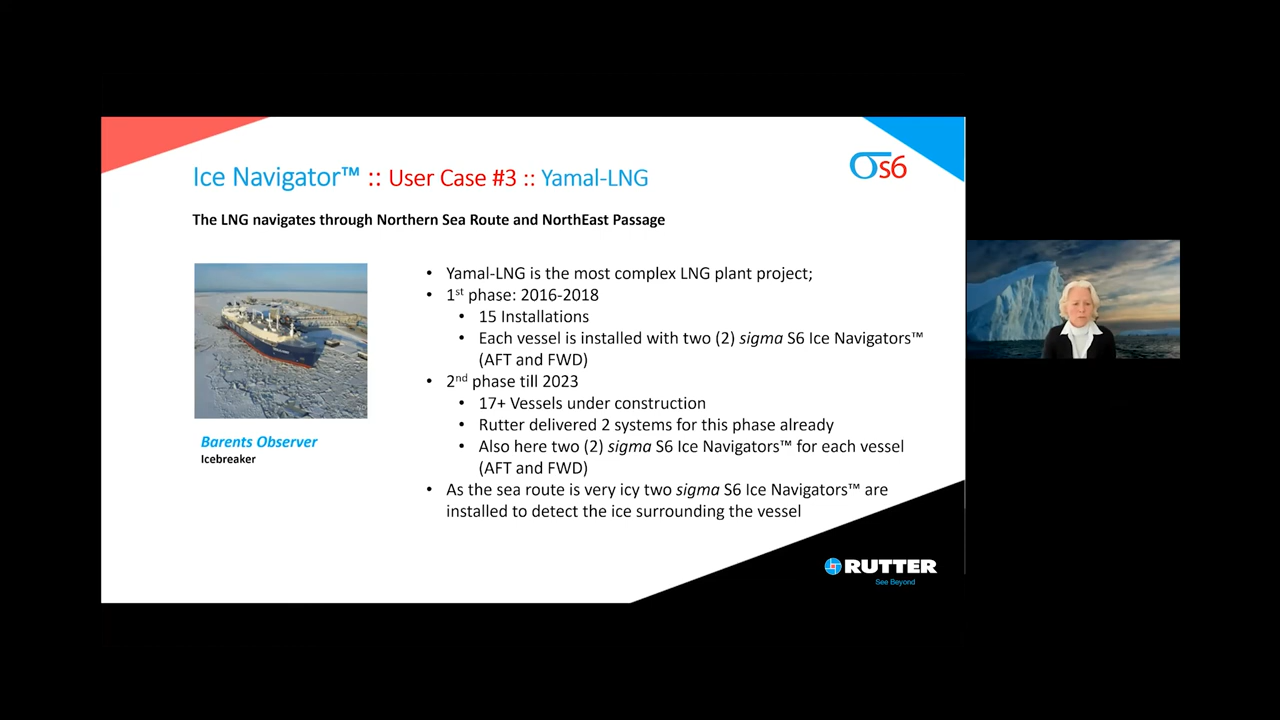 Ice Navigator™ :: User Case #3 :: Yamal-LNG
σs6
The LNG navigates through Northern Sea Route and NorthEast Passage
• Yamal-LNG is the most complex LNG plant project;
• 1st phase: 2016-2018
• 15 Installations
• Each vessel is installed with two (2) sigma S6 Ice Navigators™
(AFT and FWD)
• 2nd phase till 2023
• 17+ Vessels under construction
• Rutter delivered 2 systems for this phase already
• Also here two (2) sigma S6 Ice Navigators™ for each vessel
(AFT and FWD)
• As the sea route is very icy two sigma S6 Ice Navigators™ are
installed to detect the ice surrounding the vessel
Barents Observer
Icebreaker
RUTTER
See Beyond